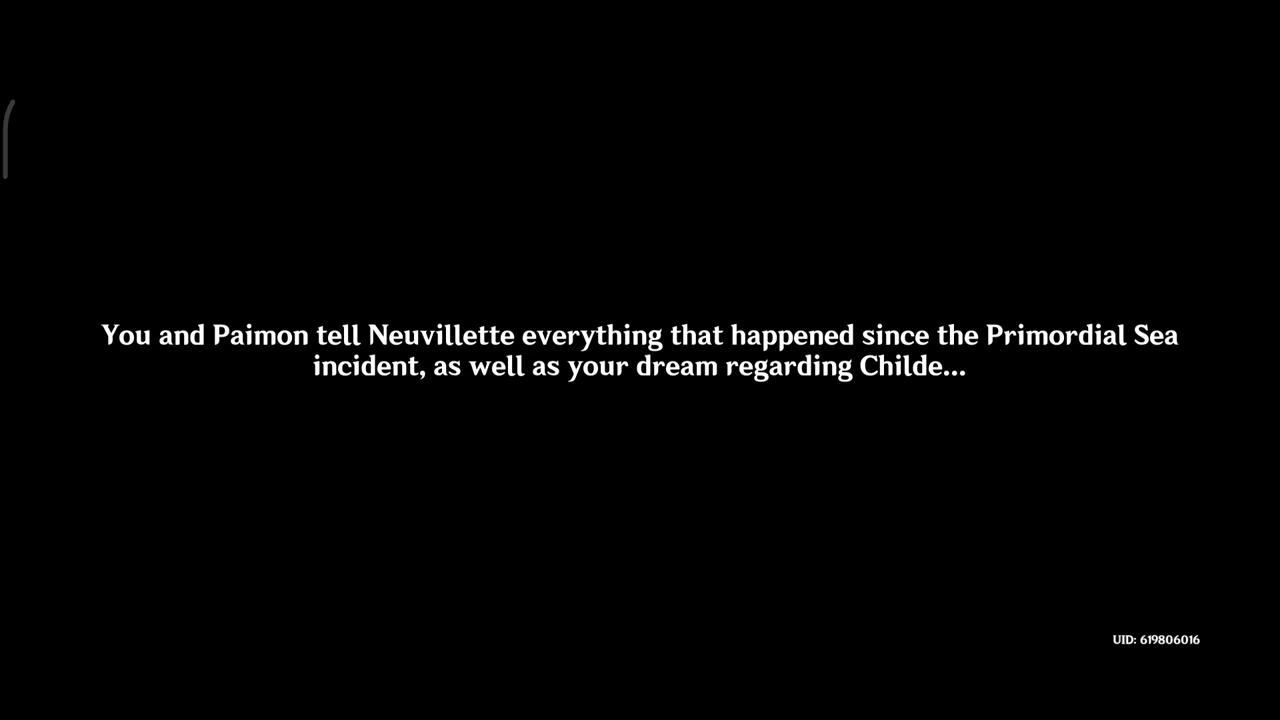 You and Paimon tell Neuvillette everything that happened since the Primordial Sea
incident, as well as your dream regarding Childe...
UID: 619806016